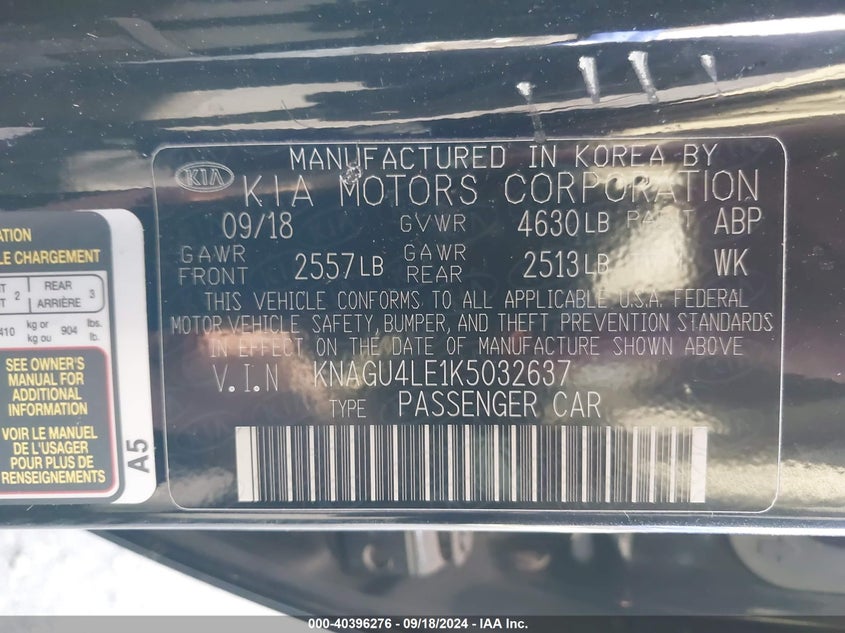 MANUFACTURED IN KOREA BY
KIA KIA MOTORS CORPORATION
09/18 GVWR 4630LB ABP
GAWR FRONT 2557LB GAWR REAR 2513LB WK
THIS VEHICLE CONFORMS TO ALL APPLICABLE U.S.A. FEDERAL
MOTOR VEHICLE SAFETY, BUMPER, AND THEFT PREVENTION STANDARDS
IN EFFECT ON THE DATE OF MANUFACTURE SHOWN ABOVE
V.I.N KNAGU4LE1K5032637
TYPE PASSENGER CAR
CHARGEMENT
2 REAR ARRIÈRE 3
410 kg or kg ou 904 lbs. lb.
SEE OWNER'S
MANUAL FOR
ADDITIONAL
INFORMATION
VOIR LE MANUEL
DE L'USAGER
POUR PLUS DE
RENSEIGNEMENTS
A5
000-40396276 - 09/18/2024 - IAA Inc.